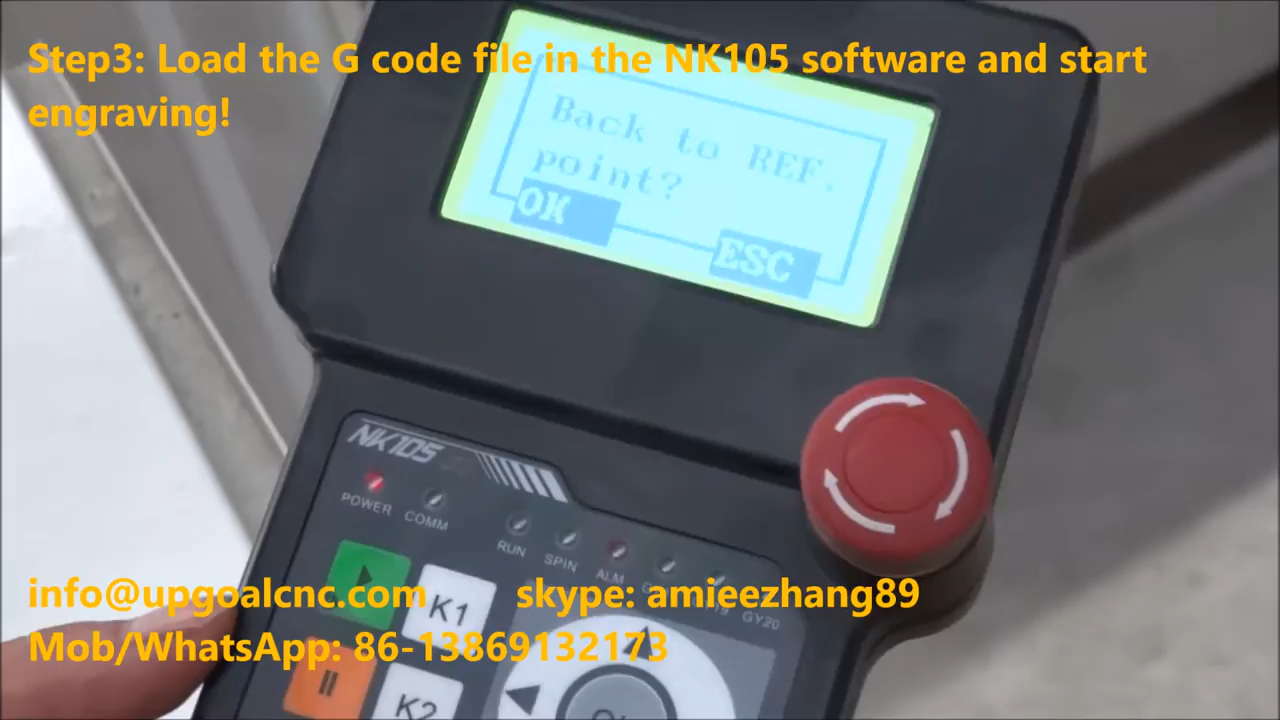 Step3: Load the G code file in the NK105 software and start
engraving!
Back to REF.
point?
OK
ESC
NK105
POWER
COMM
RUN
SPIN
ALM
GY20
info@upgoalcnc.com skype: amieezhang89
K1
Mob/WhatsApp: 86-13869132173
K2